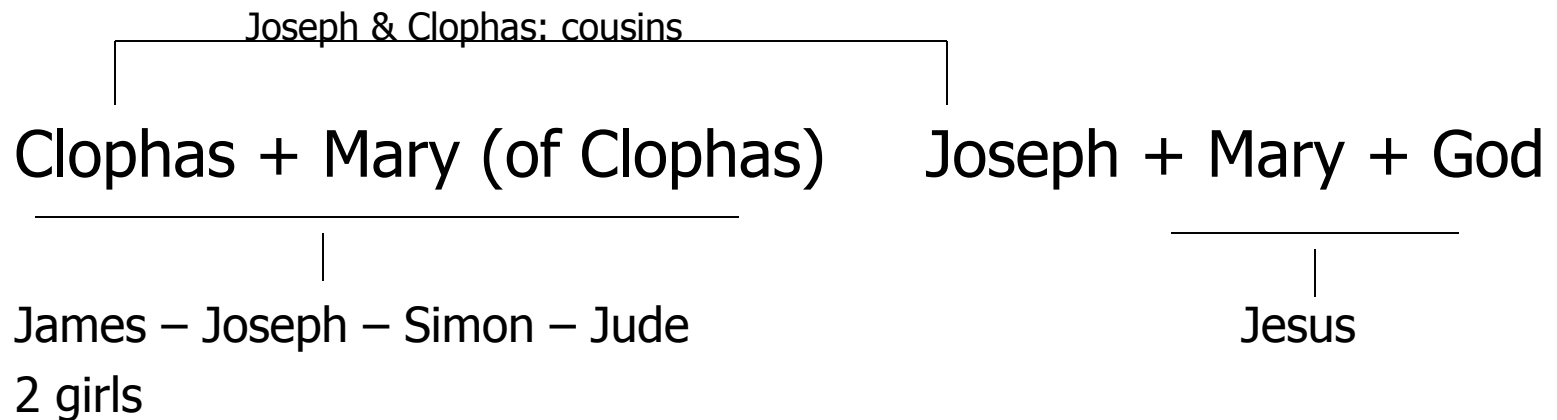 Joseph & Clophas: cousins
Clophas + Mary (of Clophas) Joseph + Mary + God
James – Joseph – Simon – Jude Jesus
2 girls